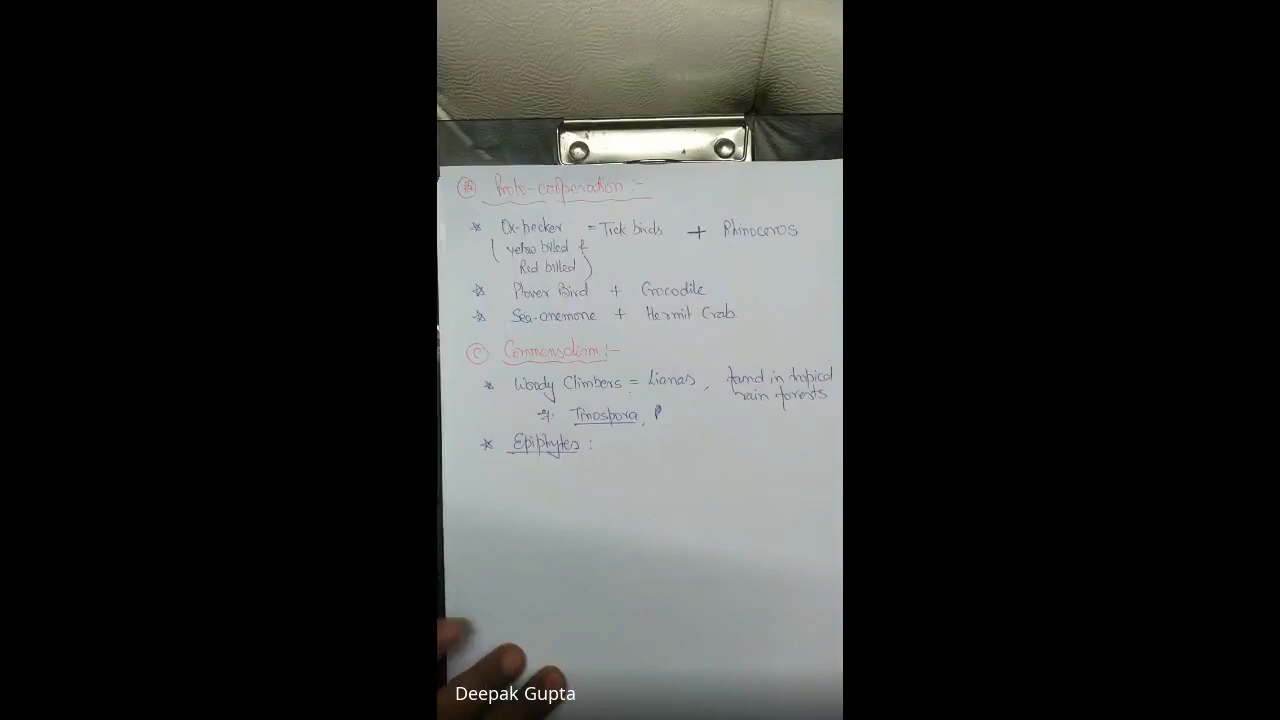 (B) Proto-cooperation :-
* Ox-pecker = Tick birds + Rhinoceros
( yellow billed &
Red billed )
* Plover Bird + Crocodile
* Sea-anemone + Hermit Crab
(C) Commensalism :-
* Woody Climbers = Lianas, found in tropical
rain forests
eg. Tinospora, P
* Epiphytes :
Deepak Gupta